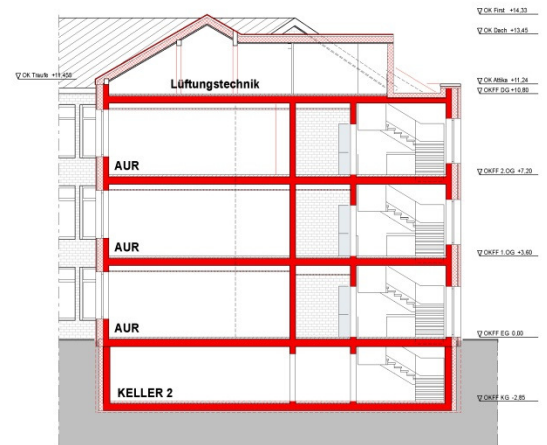 OK First +14,33
OK Dach +13,45
OK Traufe +11,458
OK Attika +11,24
OKFF DG +10,80
Lüftungstechnik
AUR
OKFF 2.OG +7,20
AUR
OKFF 1.OG +3,60
AUR
OKFF EG 0,00
KELLER 2
OKFF KG -2,85